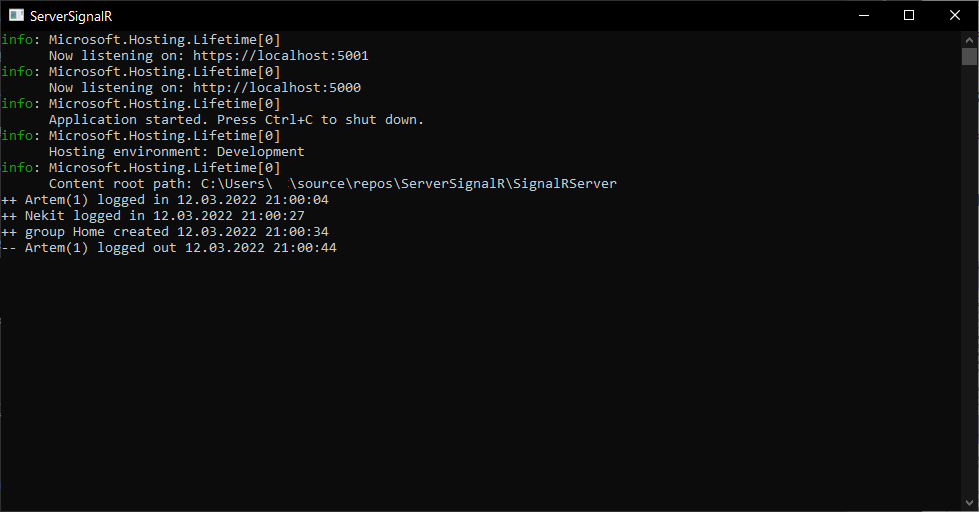 ServerSignalR
info: Microsoft.Hosting.Lifetime[0]
      Now listening on: https://localhost:5001
info: Microsoft.Hosting.Lifetime[0]
      Now listening on: http://localhost:5000
info: Microsoft.Hosting.Lifetime[0]
      Application started. Press Ctrl+C to shut down.
info: Microsoft.Hosting.Lifetime[0]
      Hosting environment: Development
info: Microsoft.Hosting.Lifetime[0]
      Content root path: C:\Users\  \source\repos\ServerSignalR\SignalRServer
++ Artem(1) logged in 12.03.2022 21:00:04
++ Nekit logged in 12.03.2022 21:00:27
++ group Home created 12.03.2022 21:00:34
-- Artem(1) logged out 12.03.2022 21:00:44